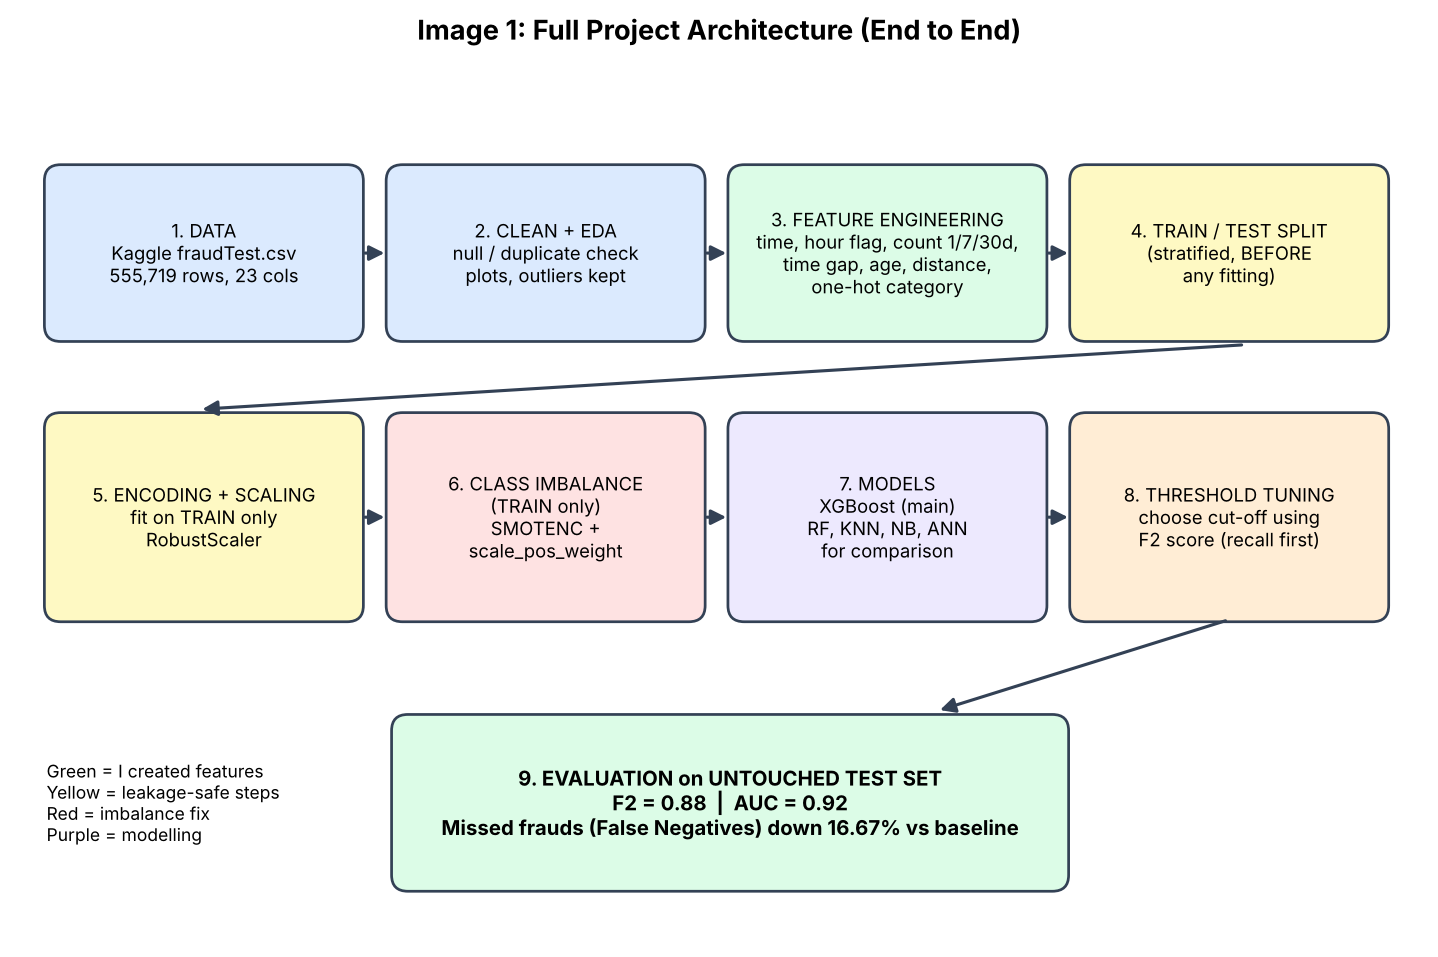 Image 1: Full Project Architecture (End to End)
1. DATA
Kaggle fraudTest.csv
555,719 rows, 23 cols
2. CLEAN + EDA
null / duplicate check
plots, outliers kept
3. FEATURE ENGINEERING
time, hour flag, count 1/7/30d,
time gap, age, distance,
one-hot category
4. TRAIN / TEST SPLIT
(stratified, BEFORE
any fitting)
5. ENCODING + SCALING
fit on TRAIN only
RobustScaler
6. CLASS IMBALANCE
(TRAIN only)
SMOTENC +
scale_pos_weight
7. MODELS
XGBoost (main)
RF, KNN, NB, ANN
for comparison
8. THRESHOLD TUNING
choose cut-off using
F2 score (recall first)
9. EVALUATION on UNTOUCHED TEST SET
F2 = 0.88 | AUC = 0.92
Missed frauds (False Negatives) down 16.67% vs baseline
Green = I created features
Yellow = leakage-safe steps
Red = imbalance fix
Purple = modelling